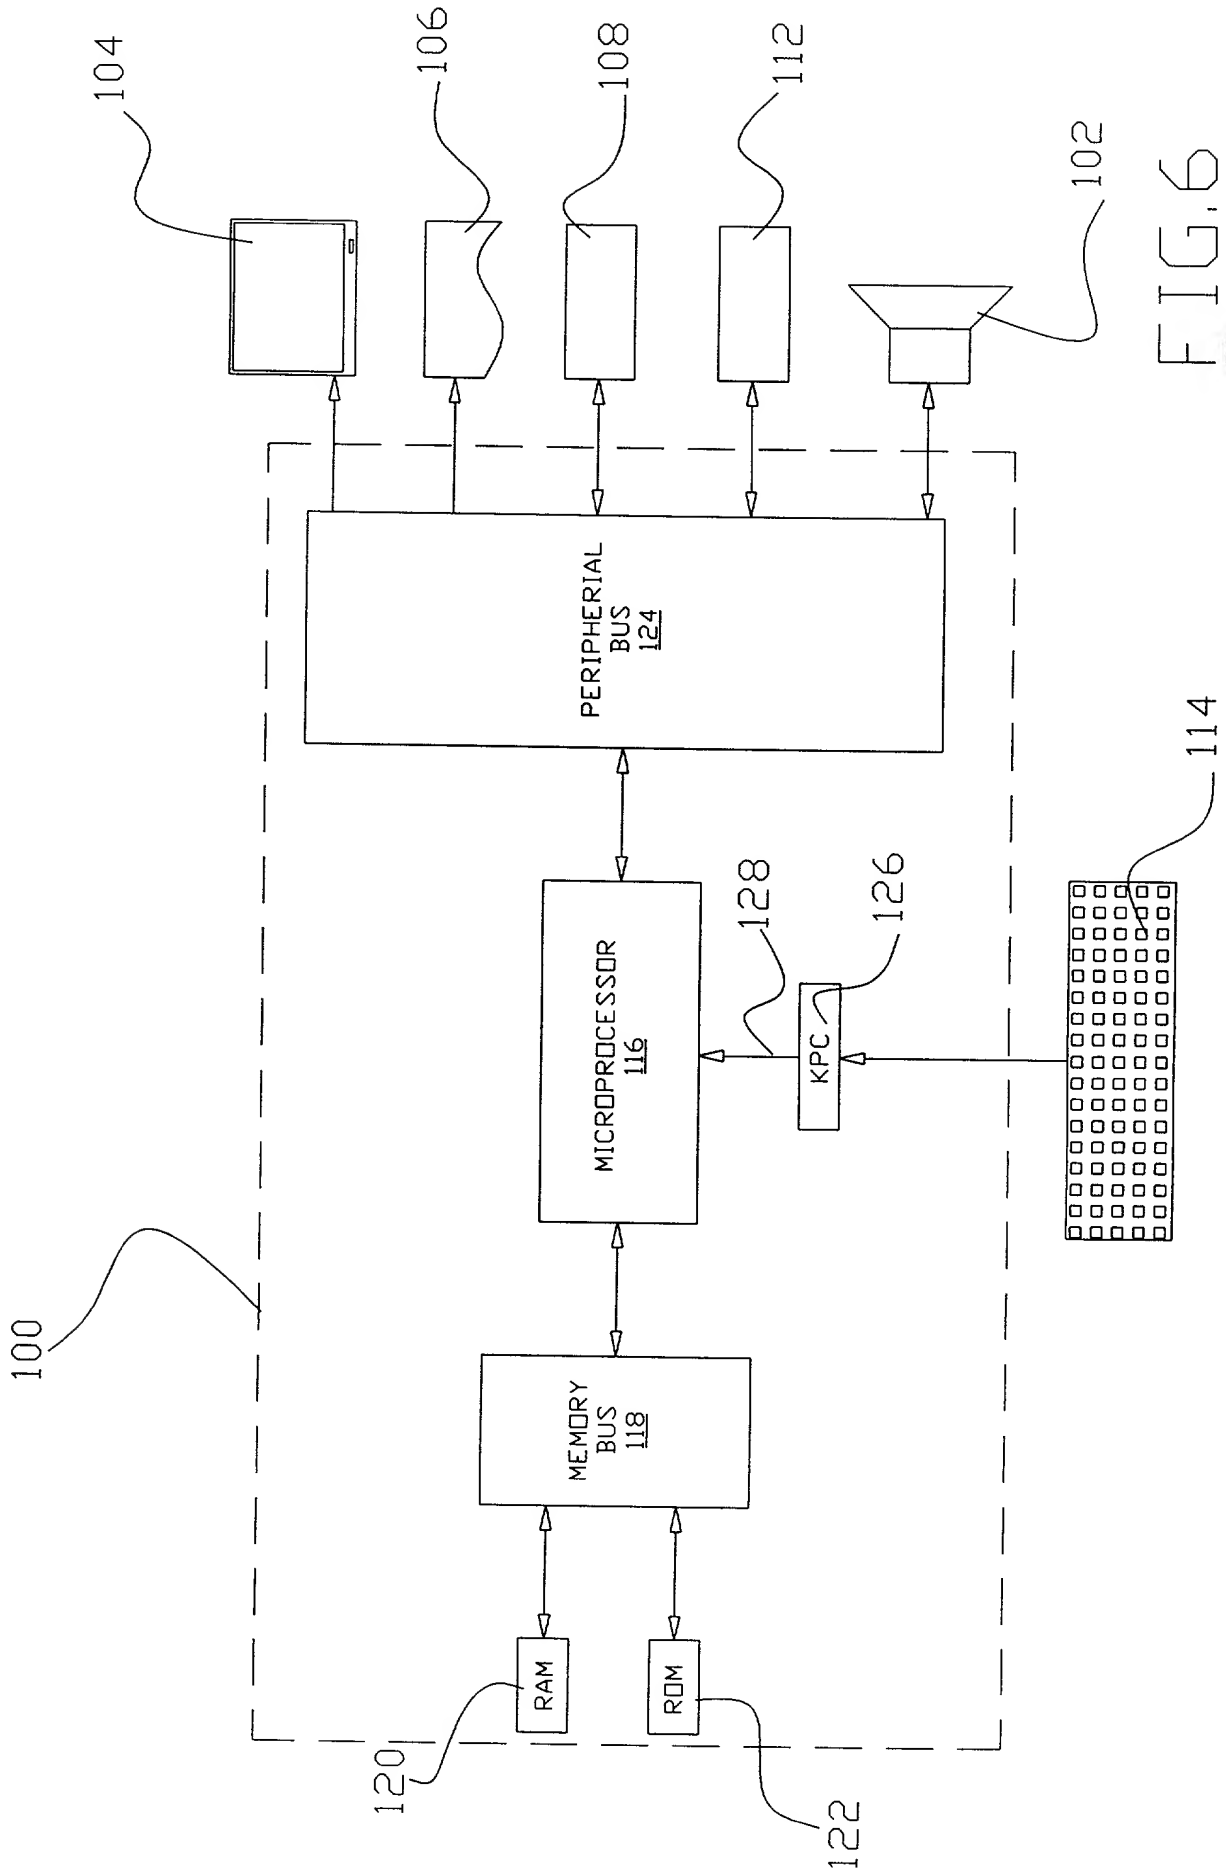 100
104
106
108
112
102
PERIPHERIAL
BUS
124
MICROPROCESSOR
116
MEMORY
BUS
118
RAM
120
ROM
122
128
KPC
126
114
FIG.6